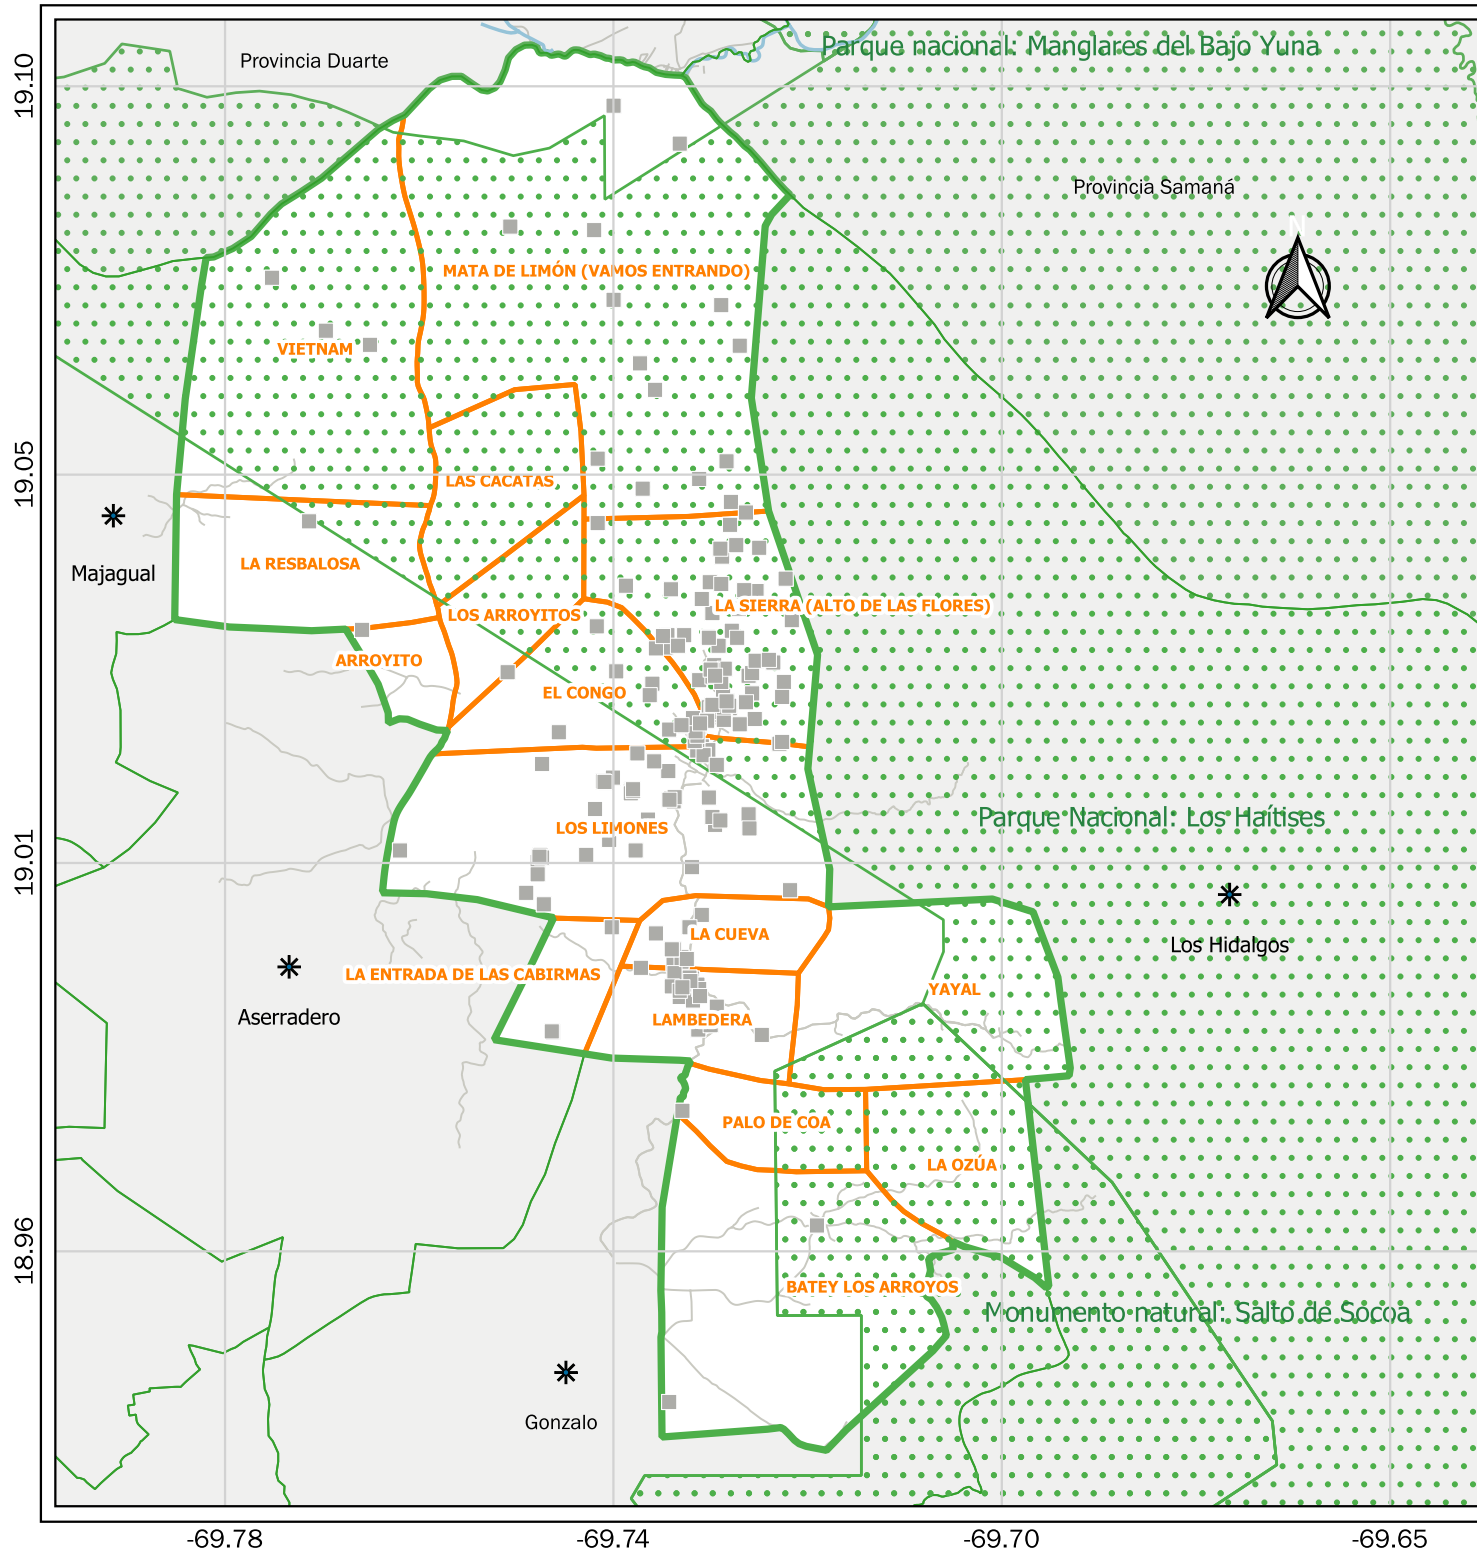 Parque nacional: Manglares del Bajo Yuna
Provincia Duarte
19.10
Provincia Samaná
N
MATA DE LIMÓN (VAMOS ENTRANDO)
VIETNAM
19.05
LAS CACATAS
LA RESBALOSA
Majagual
LA SIERRA (ALTO DE LAS FLORES)
LOS ARROYITOS
ARROYITO
EL CONGO
Parque Nacional: Los Haítises
LOS LIMONES
19.01
LA CUEVA
Los Hidalgos
LA ENTRADA DE LAS CABIRMAS
YAYAL
Aserradero
LAMBEDERA
PALO DE COA
LA OZÚA
18.96
BATEY LOS ARROYOS
Monumento natural: Salto de Socoa
Gonzalo
-69.78
-69.74
-69.70
-69.65